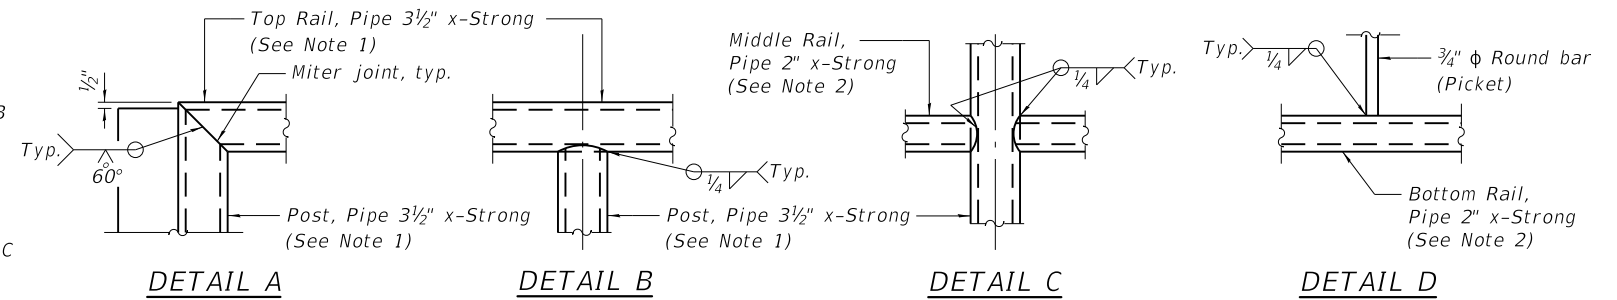 Top Rail, Pipe 3½" x-Strong
(See Note 1)
Miter joint, typ.
½"
B
Typ.
60°
Post, Pipe 3½" x-Strong
(See Note 1)
C
DETAIL A
1/4
Typ.
Post, Pipe 3½" x-Strong
(See Note 1)
DETAIL B
Middle Rail,
Pipe 2" x-Strong
(See Note 2)
1/4
Typ.
DETAIL C
Typ.
1/4
¾" ϕ Round bar
(Picket)
Bottom Rail,
Pipe 2" x-Strong
(See Note 2)
DETAIL D